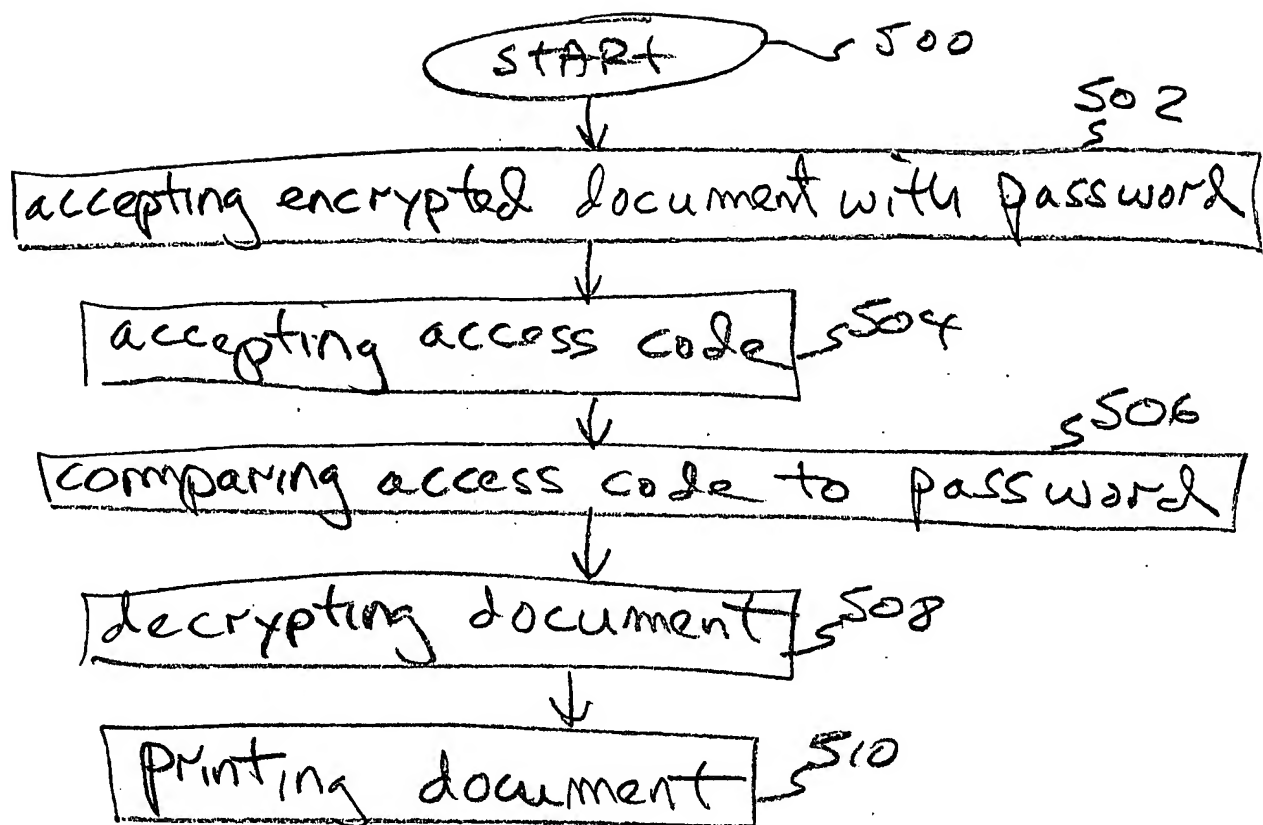 START 500
502
accepting encrypted document with password
accepting access code 504
506
comparing access code to password
decrypting document 508
printing document 510